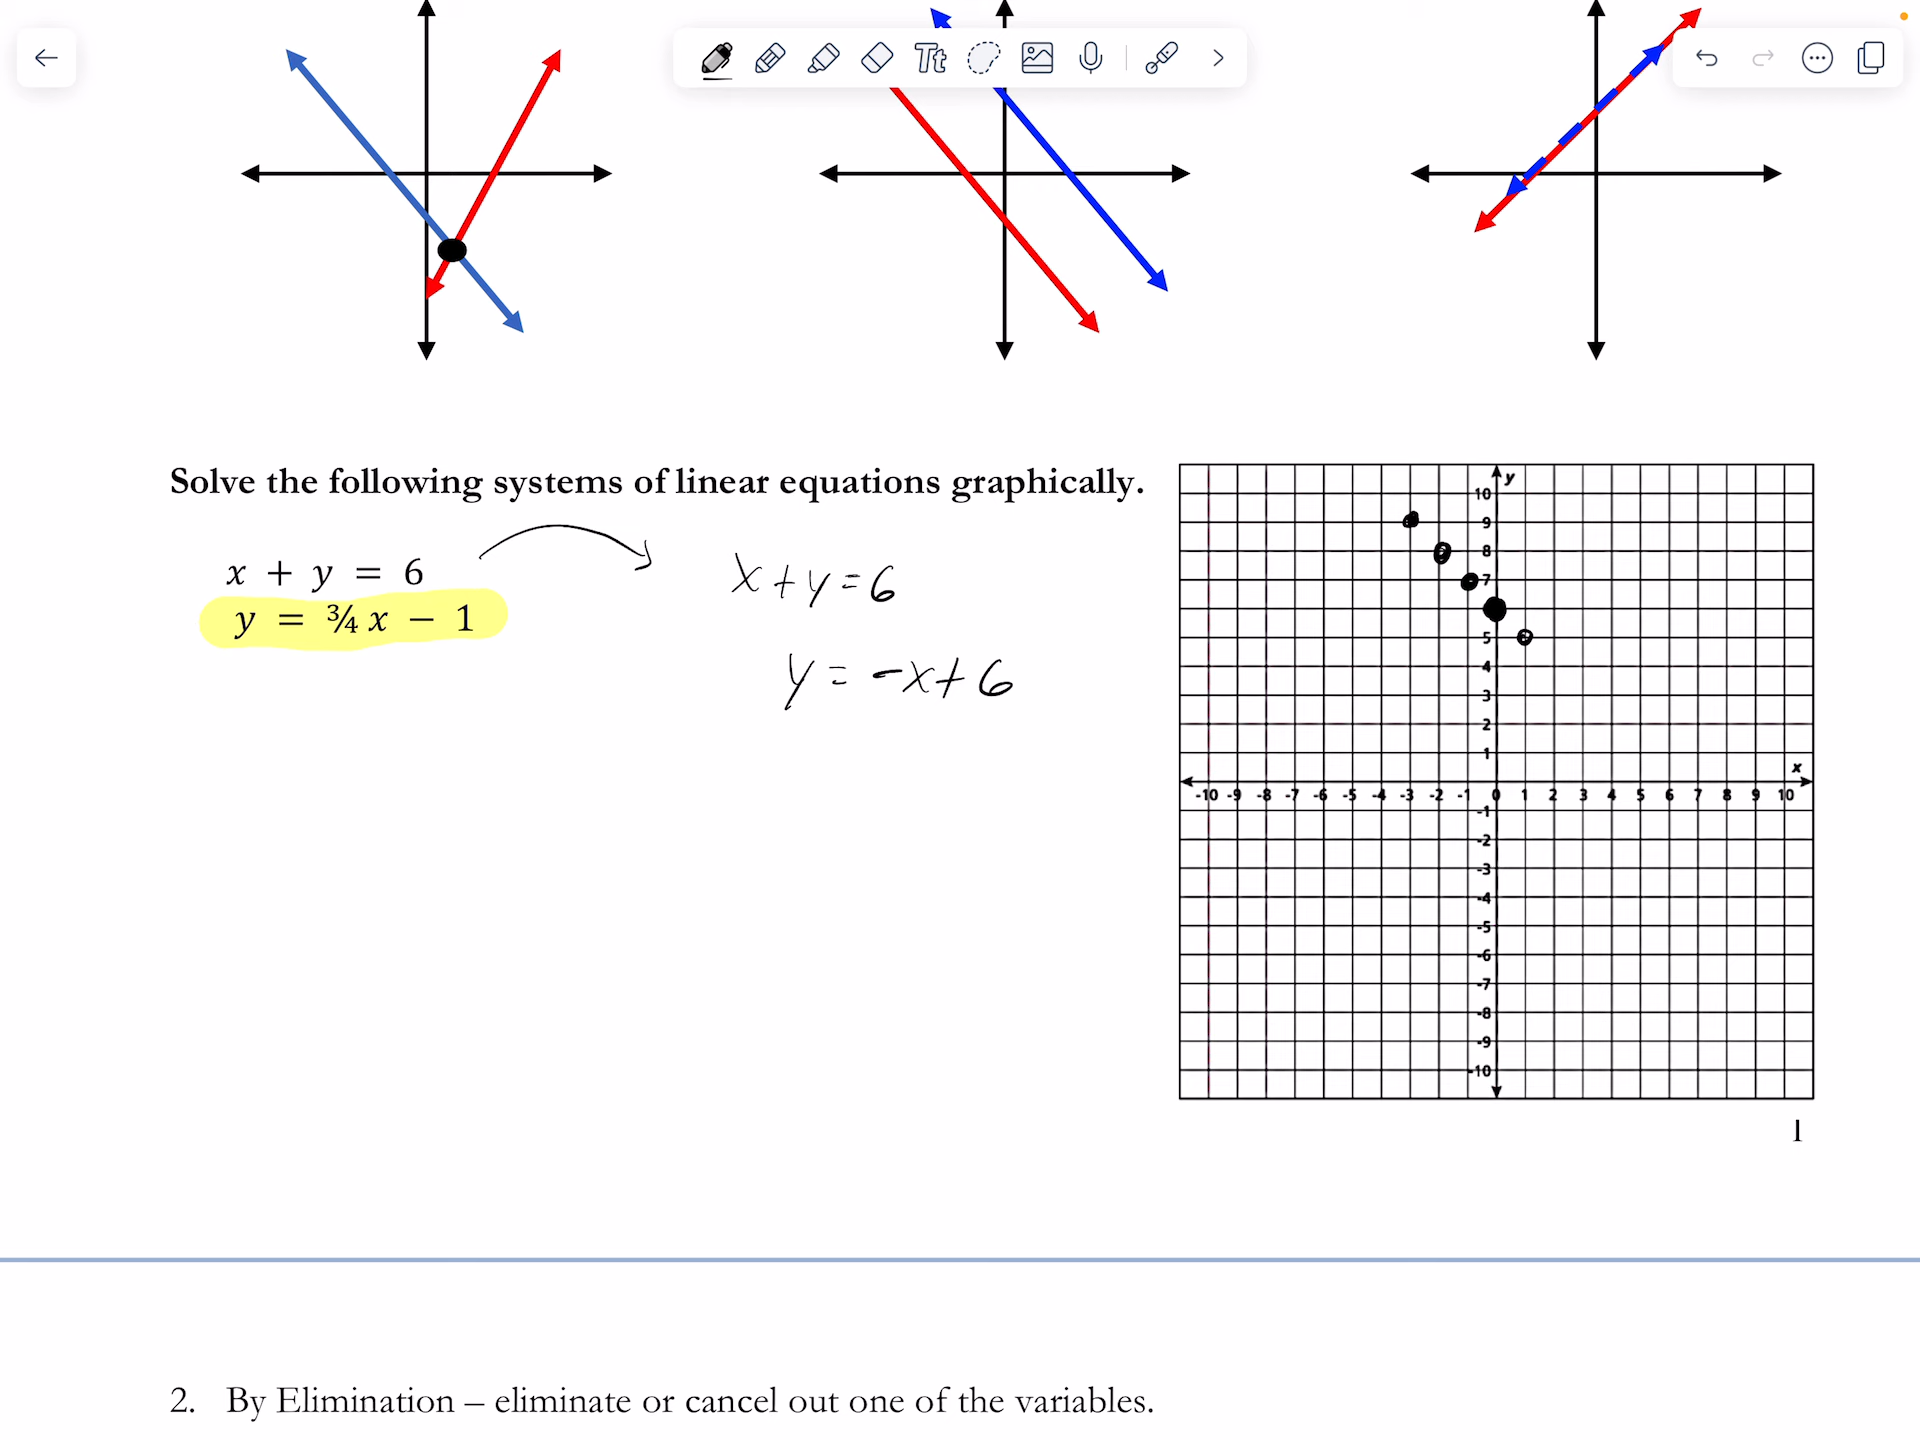 Tt
Solve the following systems of linear equations graphically.
x + y = 6
y = ¾ x − 1
x + y = 6
y = -x + 6
y
10
9
8
7
5
4
3
2
1
x
-10 -9 -8 -7 -6 -5 -4 -3 -2 -1 0 1 2 3 4 5 6 7 8 9 10
-1
-2
-3
-4
-5
-6
-7
-8
-9
-10
1
2. By Elimination – eliminate or cancel out one of the variables.